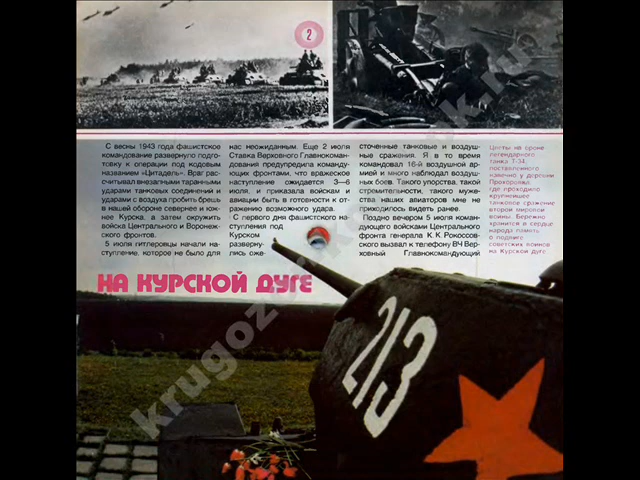 2
С весны 1943 года фашистское
командование развернуло подго-
товку к операции под кодовым
названием «Цитадель». Враг рас-
считывал внезапными таранными
ударами танковых соединений и
ударами с воздуха пробить брешь
в нашей обороне севернее и юж-
нее Курска, а затем окружить
войска Центрального и Воронеж-
ского фронтов.
5 июля гитлеровцы начали на-
ступление, которое не было для
нас неожиданным. Еще 2 июля
Ставка Верховного Главнокоман-
дования предупредила команду-
ющих фронтами, что вражеское
наступление ожидается 3—6
июля, и приказала войскам и
авиации быть в готовности к от-
ражению возможного удара.
С первого дня фашистского на-
ступления под
Курском
разверну-
лись оже-
сточенные танковые и воздуш-
ные сражения. Я в то время
командовал 16-й воздушной ар-
мией и много наблюдал воздуш-
ных боев. Такого упорства, такой
стремительности, такого муже-
ства наших авиаторов мне не
приходилось видеть ранее.
Поздно вечером 5 июля коман-
дующего войсками Центрального
фронта генерала К. К. Рокоссов-
ского вызвал к телефону ВЧ Вер-
ховный Главнокомандующий
Цветы на броне
легендарного
танка Т-34,
поставленного
навечно у деревни
Прохоровка,
где проходило
крупнейшее
танковое сражение
второй мировой
войны. Бережно
хранится в сердце
народа память
о подвиге
советских воинов
на Курской дуге.
НА КУРСКОЙ ДУГЕ
213